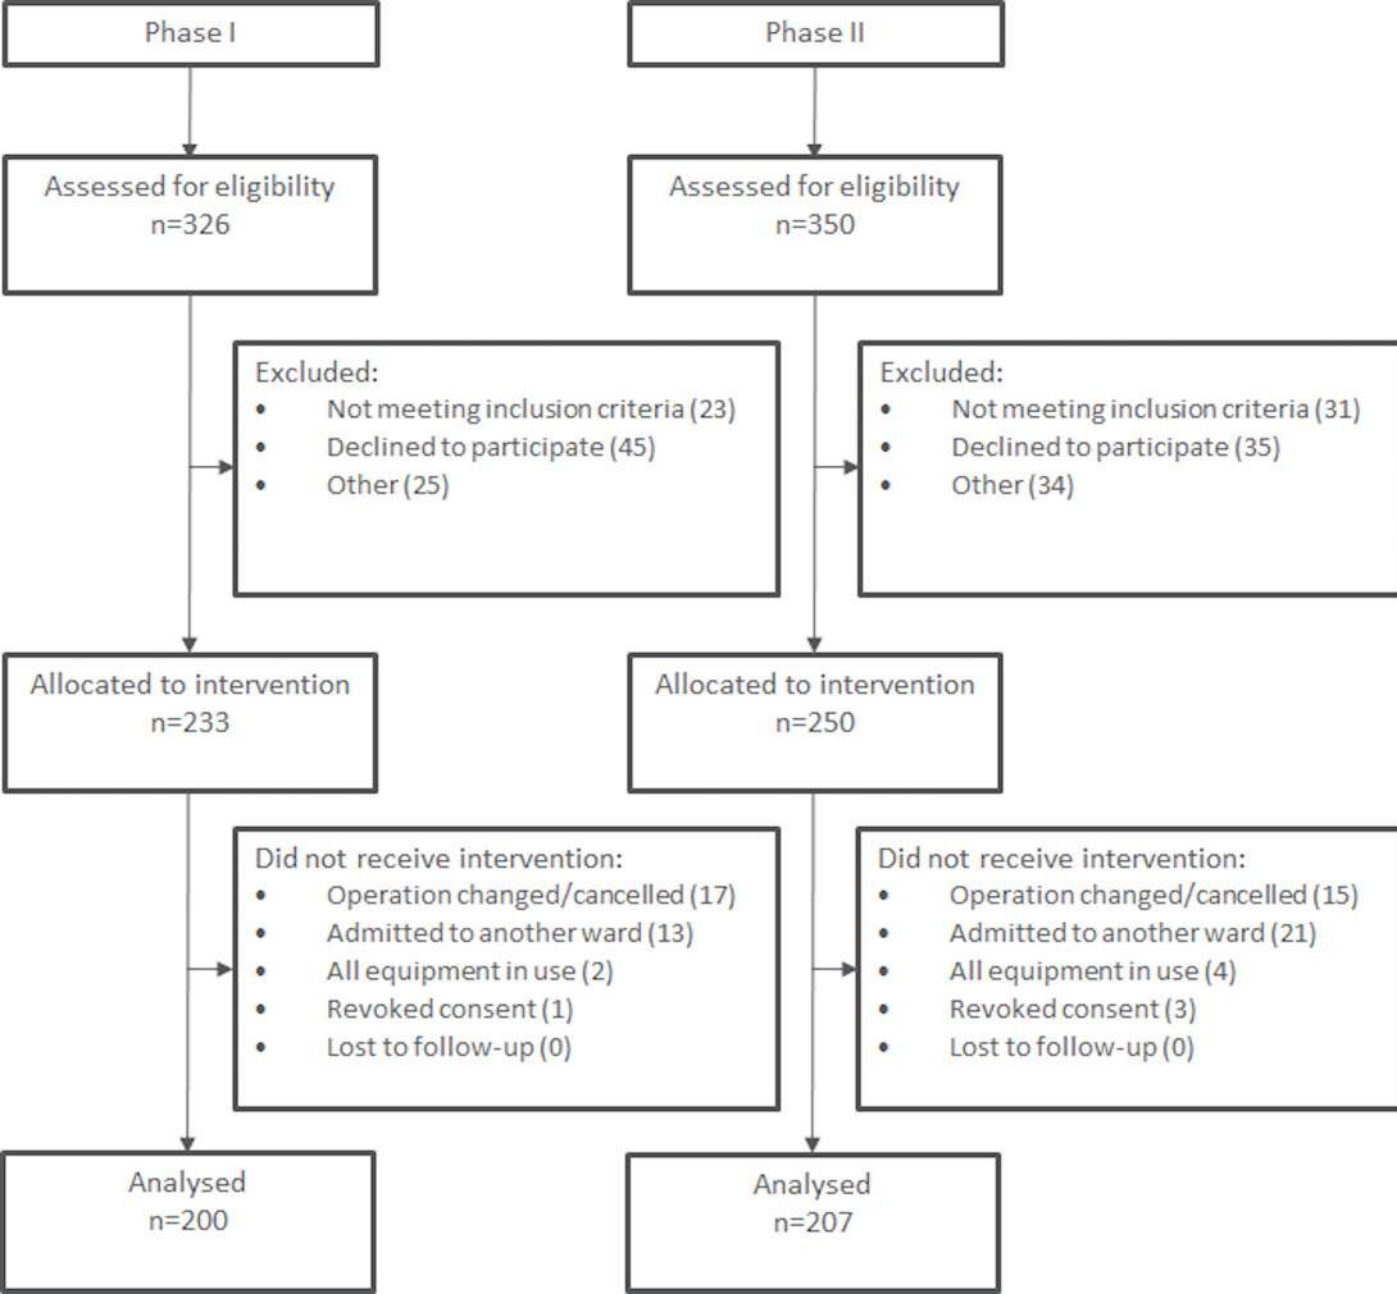 Phase I
Assessed for eligibility
n=326
Excluded:
• Not meeting inclusion criteria (23)
• Declined to participate (45)
• Other (25)
Allocated to intervention
n=233
Did not receive intervention:
• Operation changed/cancelled (17)
• Admitted to another ward (13)
• All equipment in use (2)
• Revoked consent (1)
• Lost to follow-up (0)
Analysed
n=200
Phase II
Assessed for eligibility
n=350
Excluded:
• Not meeting inclusion criteria (31)
• Declined to participate (35)
• Other (34)
Allocated to intervention
n=250
Did not receive intervention:
• Operation changed/cancelled (15)
• Admitted to another ward (21)
• All equipment in use (4)
• Revoked consent (3)
• Lost to follow-up (0)
Analysed
n=207